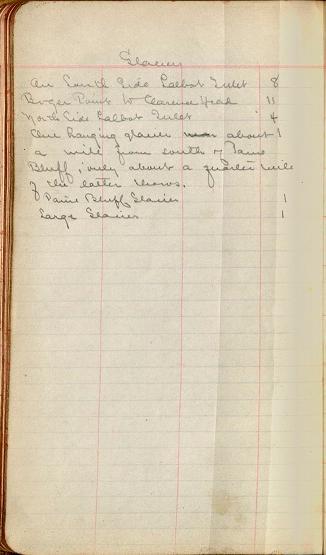 Glaciers
On South Side Talbot Inlet 8
Boger Point to Clarence Head 11
North Side Talbot Inlet 4
One hanging glacier near about 1
a mile from south of Paine
Bluff, only about a quarter mile
of the latter shows.
Paine Bluff Glacier 1
Large Glacier 1